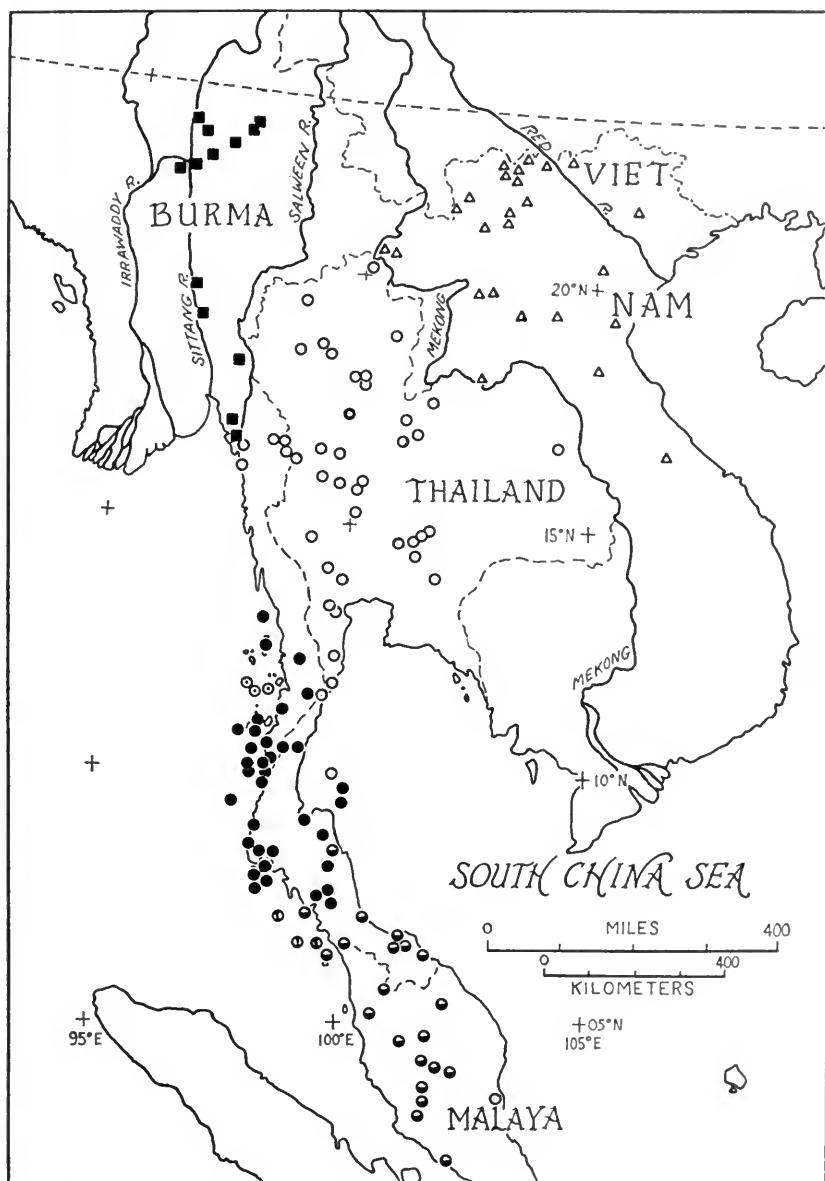 RED
R.
VIET
SALWEEN R.
BURMA
IRRAWADDY R.
20°N
NAM
SITTANG R.
MEKONG
THAILAND
15°N
MEKONG
10°N
SOUTH CHINA SEA
0 MILES 400
0 400
KILOMETERS
95°E
100°E
05°N
105°E
MALAYA